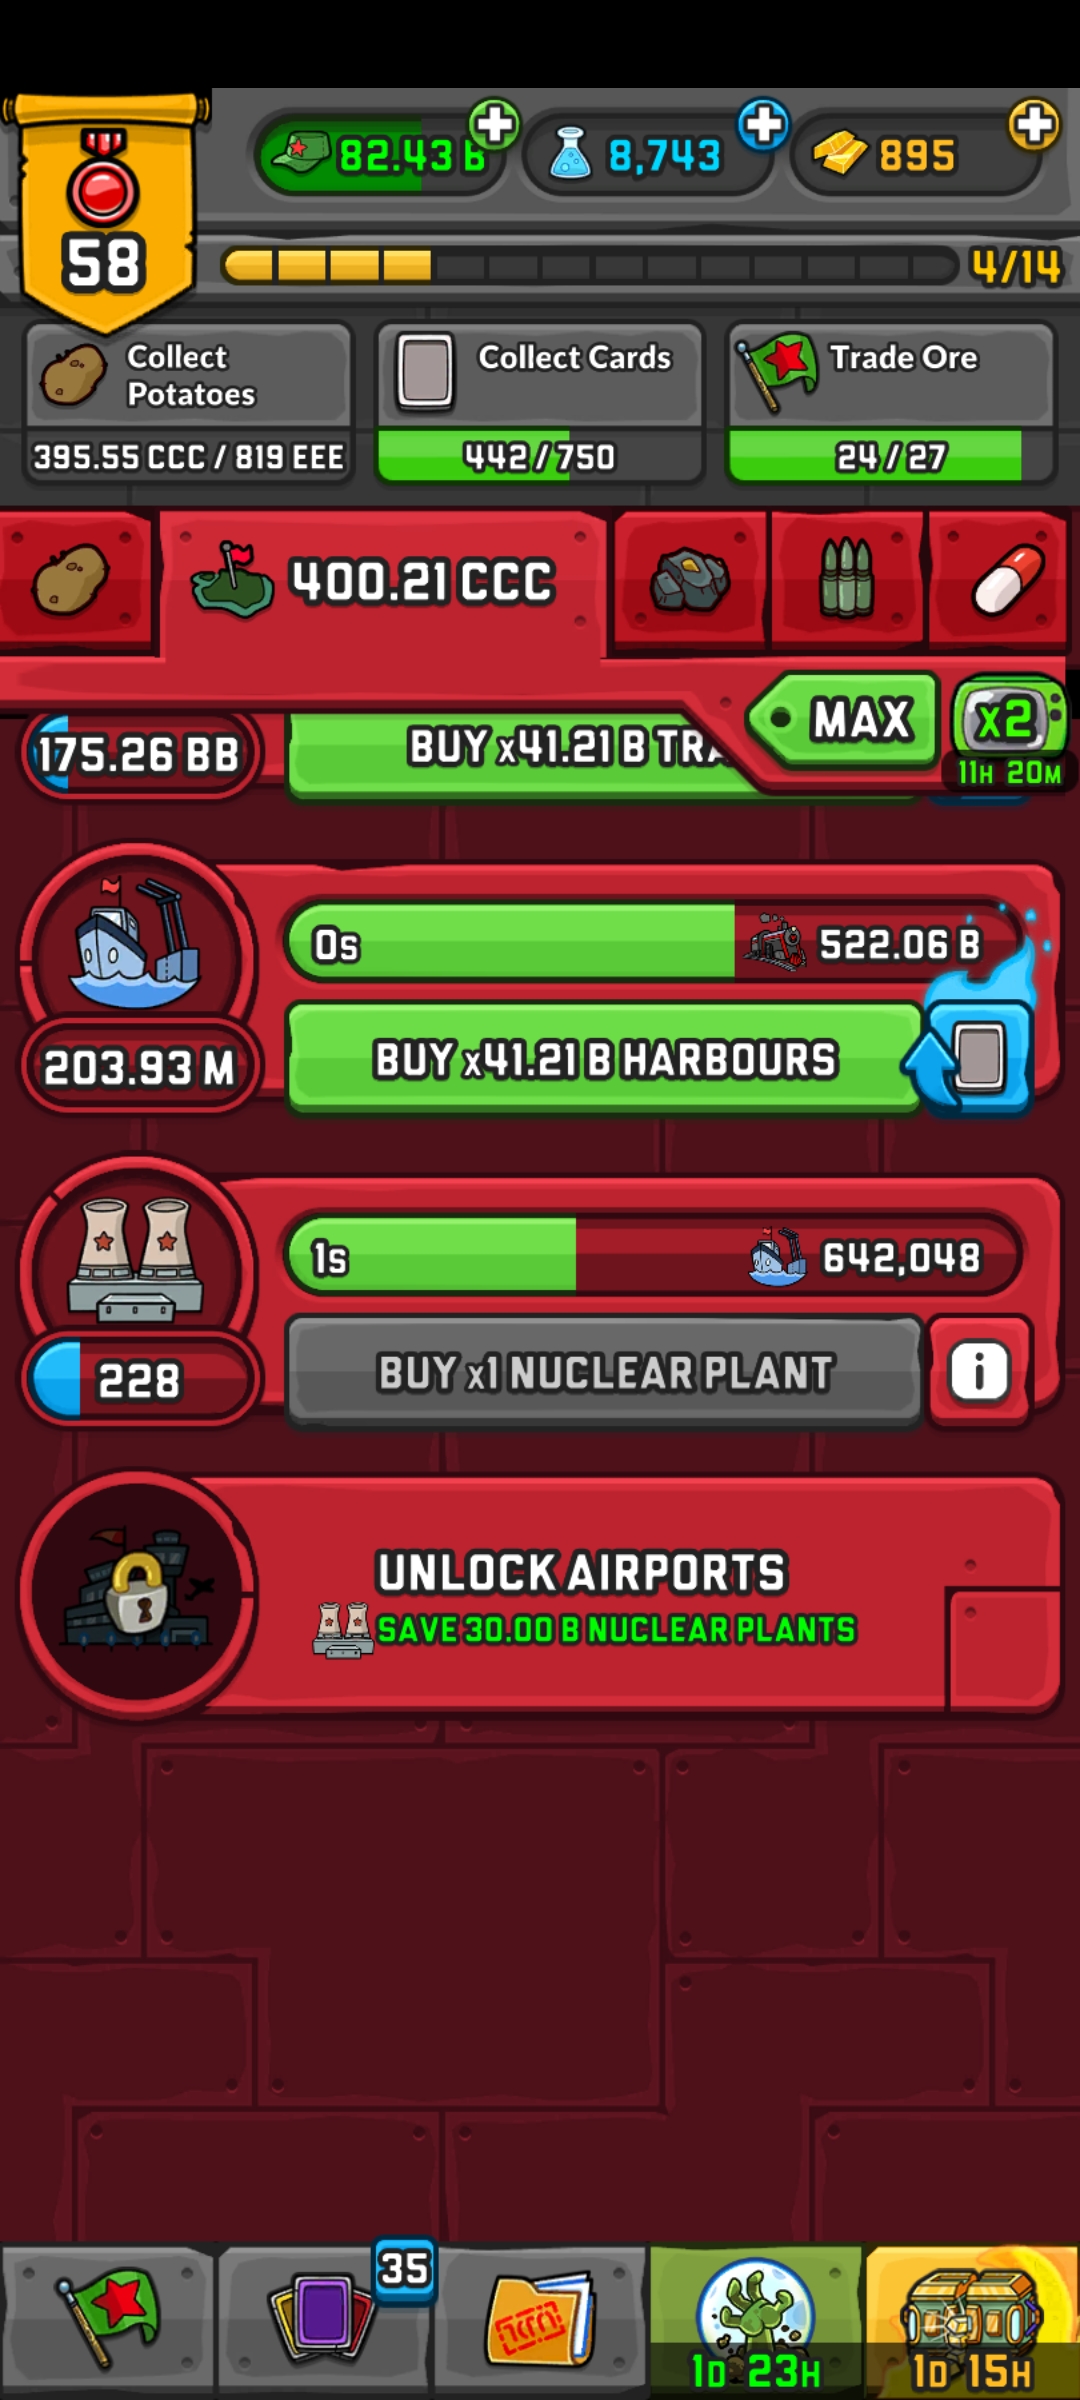 58
82.43 B
8,743
895
4/14
Collect
Potatoes
395.55 CCC / 819 EEE
Collect Cards
442/750
Trade Ore
24/27
400.21 CCC
MAX
x2
11H 20M
175.26 BB
BUY x41.21 B
0s
522.06 B
203.93 M
BUY x41.21 B HARBOURS
1s
642,048
228
BUY x1 NUCLEAR PLANT
i
UNLOCK AIRPORTS
SAVE 30.00 B NUCLEAR PLANTS
35
1D 23H
1D 15H